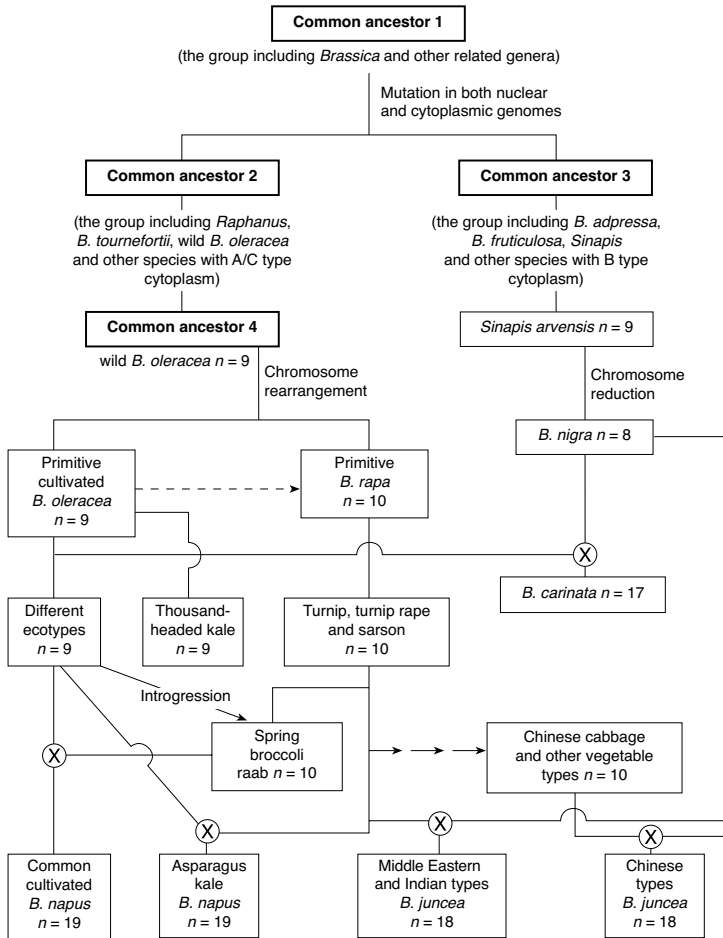 Common ancestor 1
(the group including Brassica and other related genera)
Mutation in both nuclear
and cytoplasmic genomes
Common ancestor 2
(the group including Raphanus,
B. tournefortii, wild B. oleracea
and other species with A/C type
cytoplasm)
Common ancestor 3
(the group including B. adpressa,
B. fruticulosa, Sinapis
and other species with B type
cytoplasm)
Common ancestor 4
wild B. oleracea n = 9
Sinapis arvensis n = 9
Chromosome
rearrangement
Chromosome
reduction
B. nigra n = 8
Primitive
cultivated
B. oleracea
n = 9
Primitive
B. rapa
n = 10
X
B. carinata n = 17
Different
ecotypes
n = 9
Thousand-
headed kale
n = 9
Turnip, turnip rape
and sarson
n = 10
Introgression
Spring
broccoli
raab n = 10
Chinese cabbage
and other vegetable
types n = 10
X
X
X
X
Common
cultivated
B. napus
n = 19
Asparagus
kale
B. napus
n = 19
Middle Eastern
and Indian types
B. juncea
n = 18
Chinese
types
B. juncea
n = 18